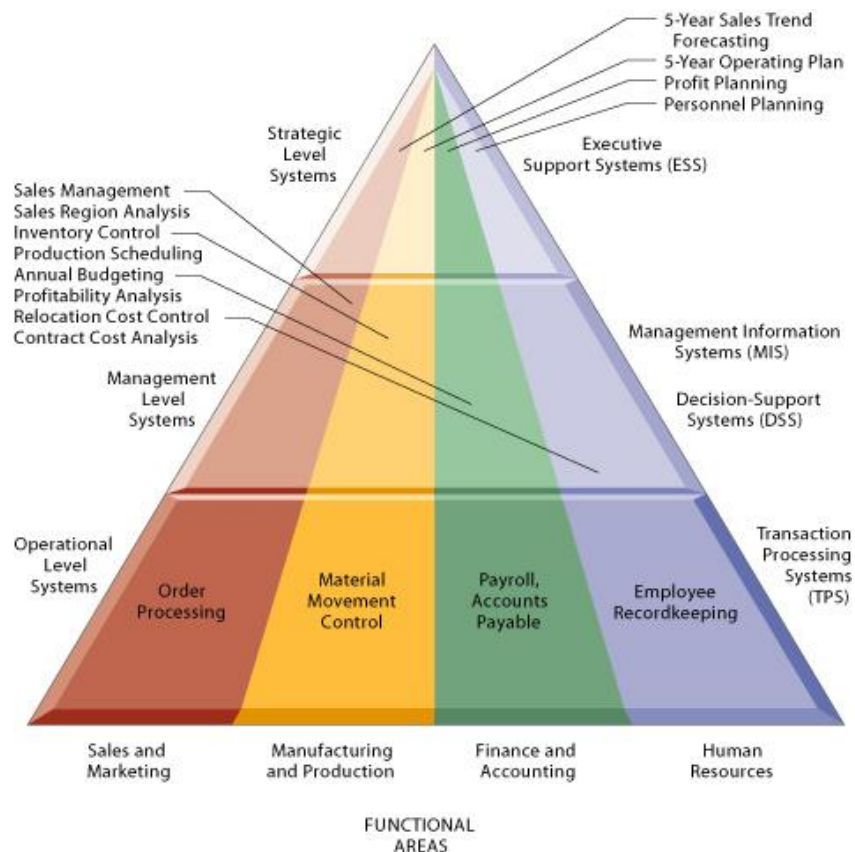 5-Year Sales Trend
Forecasting
5-Year Operating Plan
Profit Planning
Personnel Planning
Strategic
Level
Systems
Executive
Support Systems (ESS)
Sales Management
Sales Region Analysis
Inventory Control
Production Scheduling
Annual Budgeting
Profitability Analysis
Relocation Cost Control
Contract Cost Analysis
Management Information
Systems (MIS)
Management
Level
Systems
Decision-Support
Systems (DSS)
Operational
Level
Systems
Transaction
Processing
Systems
(TPS)
Order
Processing
Material
Movement
Control
Payroll,
Accounts
Payable
Employee
Recordkeeping
Sales and
Marketing
Manufacturing
and Production
Finance and
Accounting
Human
Resources
FUNCTIONAL
AREAS